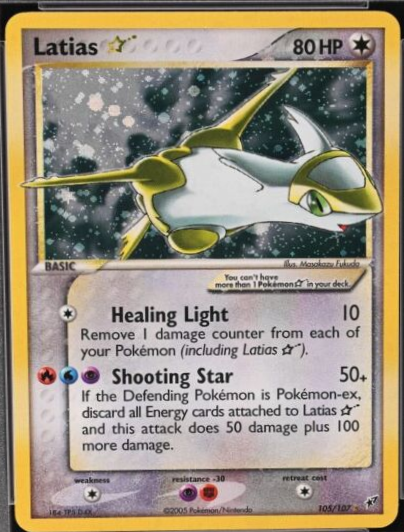 Latias ☆ 80 HP
BASIC Illus. Masakazu Fukuda
You can't have
more than 1 Pokémon ☆ in your deck.
Healing Light 10
Remove 1 damage counter from each of
your Pokémon (including Latias ☆).
Shooting Star 50+
If the Defending Pokémon is Pokémon-ex,
discard all Energy cards attached to Latias ☆
and this attack does 50 damage plus 100
more damage.
weakness resistance -30 retreat cost
©2005 Pokémon/Nintendo 105/107